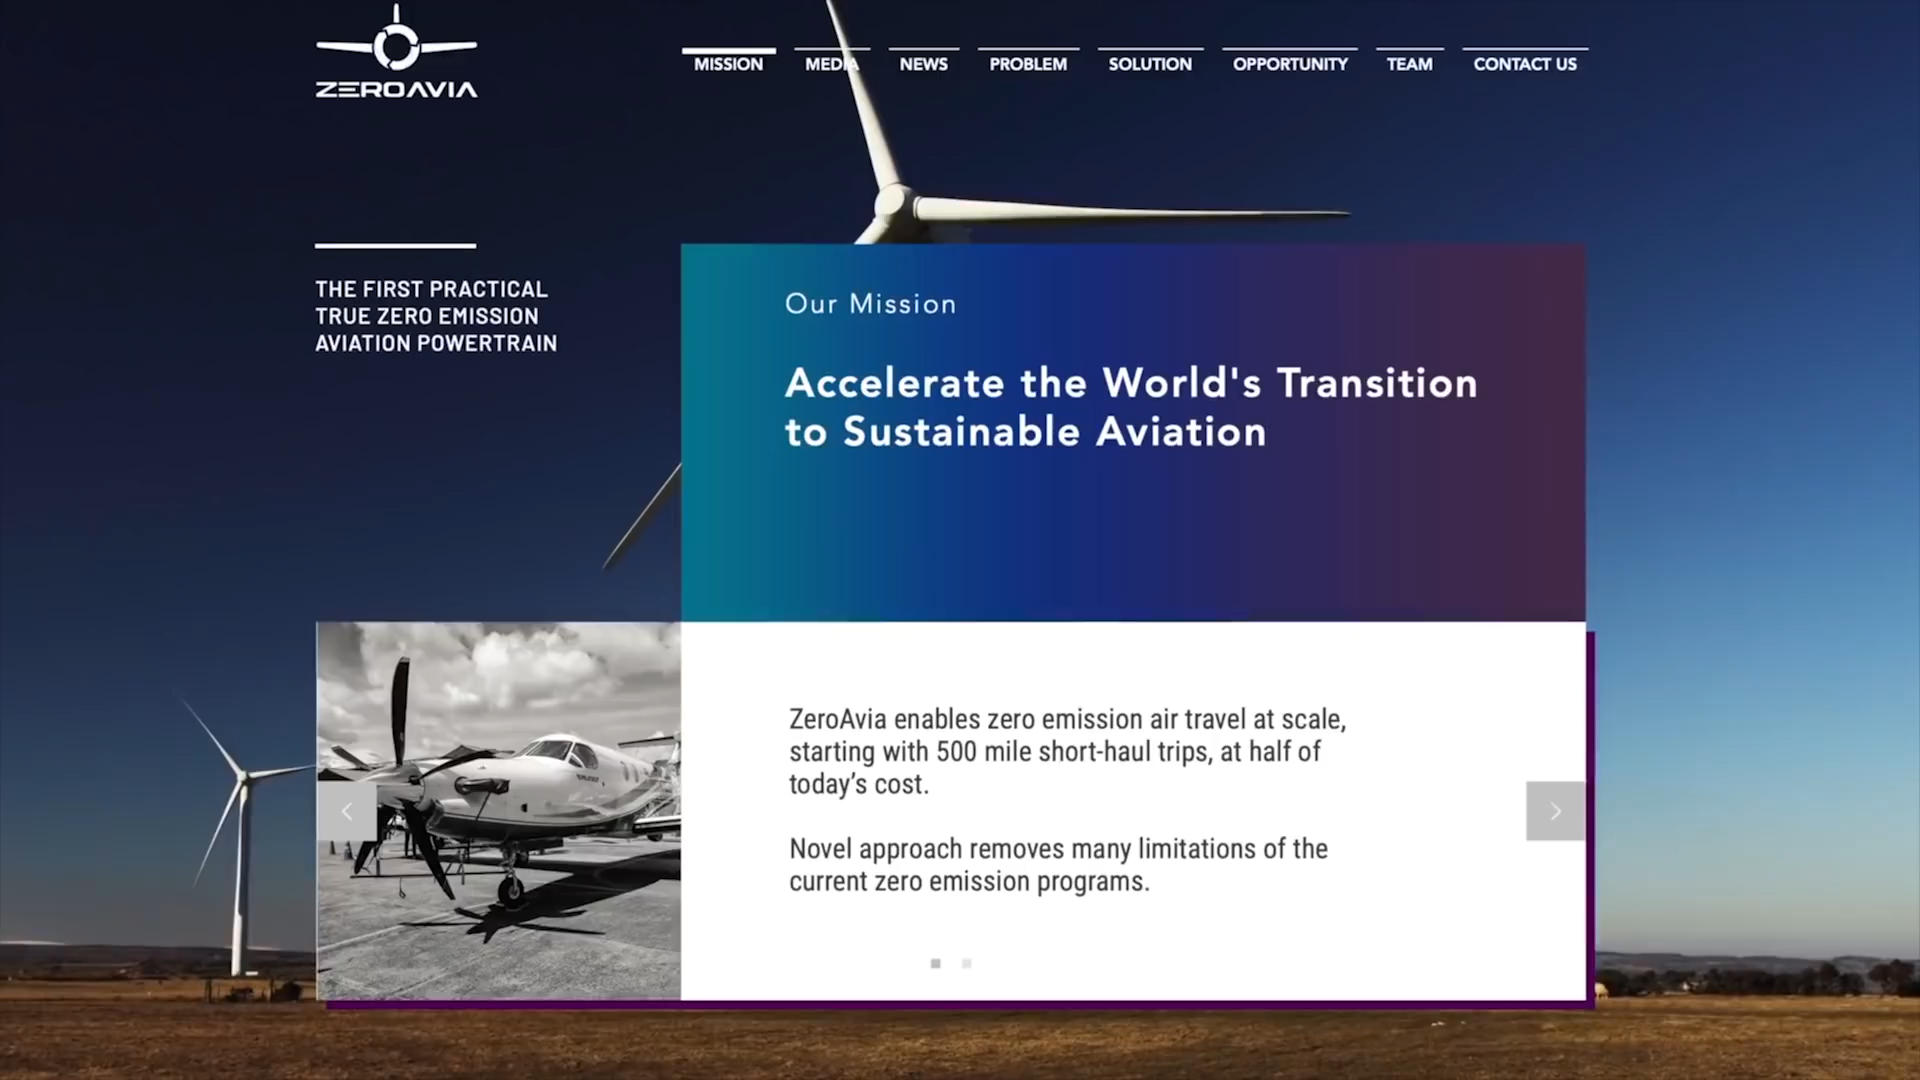 ZEROAVIA
MISSION
MEDIA
NEWS
PROBLEM
SOLUTION
OPPORTUNITY
TEAM
CONTACT US
THE FIRST PRACTICAL
TRUE ZERO EMISSION
AVIATION POWERTRAIN
Our Mission
Accelerate the World's Transition
to Sustainable Aviation
ZeroAvia enables zero emission air travel at scale,
starting with 500 mile short-haul trips, at half of
today’s cost.
Novel approach removes many limitations of the
current zero emission programs.